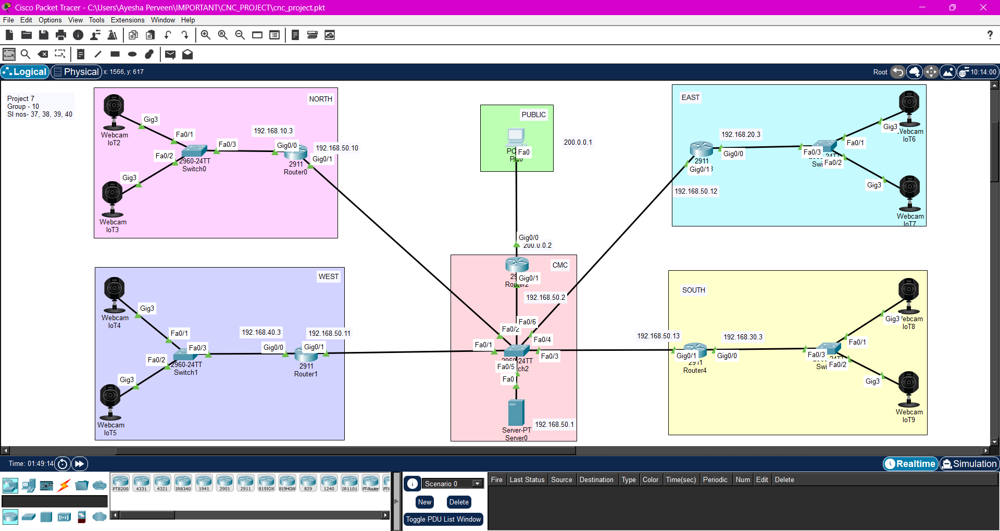 Cisco Packet Tracer - C:\Users\Ayesha Perveen\IMPORTANT\CNC_PROJECT\cnc_project.pkt
File Edit Options View Tools Extensions Window Help
?
Logical Physical x: 1566, y: 617
Root 10:14:00
Project 7
Group - 10
SI nos- 37, 38, 39, 40
NORTH
Webcam
IoT2
Gig3
Fa0/1
Fa0/2
Fa0/3
2960-24TT
Switch0
Gig3
Webcam
IoT3
192.168.10.3
Gig0/0
192.168.50.10
Gig0/1
2911
Router0
PUBLIC
Fa0
200.0.0.1
EAST
192.168.20.3
Gig0/0
2911
Gig0/1
192.168.50.12
Fa0/3
Fa0/1
Fa0/2
Gig3
Webcam
IoT6
Gig3
Webcam
IoT7
WEST
Webcam
IoT4
Gig3
Fa0/1
Fa0/3
Fa0/2
2960-24TT
Switch1
Gig3
Webcam
IoT5
192.168.40.3
Gig0/0
192.168.50.11
Gig0/1
2911
Router1
Gig0/0
200.0.0.2
CMC
Gig0/1
Router2
192.168.50.2
Fa0/6
Fa0/2
Fa0/1
Fa0/4
Fa0/3
Fa0/5
Fa0
Server-PT
Server0
192.168.50.1
SOUTH
192.168.50.13
Gig0/1
2911
Router4
192.168.30.3
Gig0/0
Fa0/3
Fa0/1
Fa0/2
Gig3
Webcam
IoT8
Gig3
Webcam
IoT9
Time: 01:49:14
Realtime Simulation
PT8200 4331 4321 IR8340 1941 2901 2911 819IOX 819HGW 829 1240 IR1101 PT-Router
Scenario 0
New Delete
Toggle PDU List Window
Fire Last Status Source Destination Type Color Time(sec) Periodic Num Edit Delete